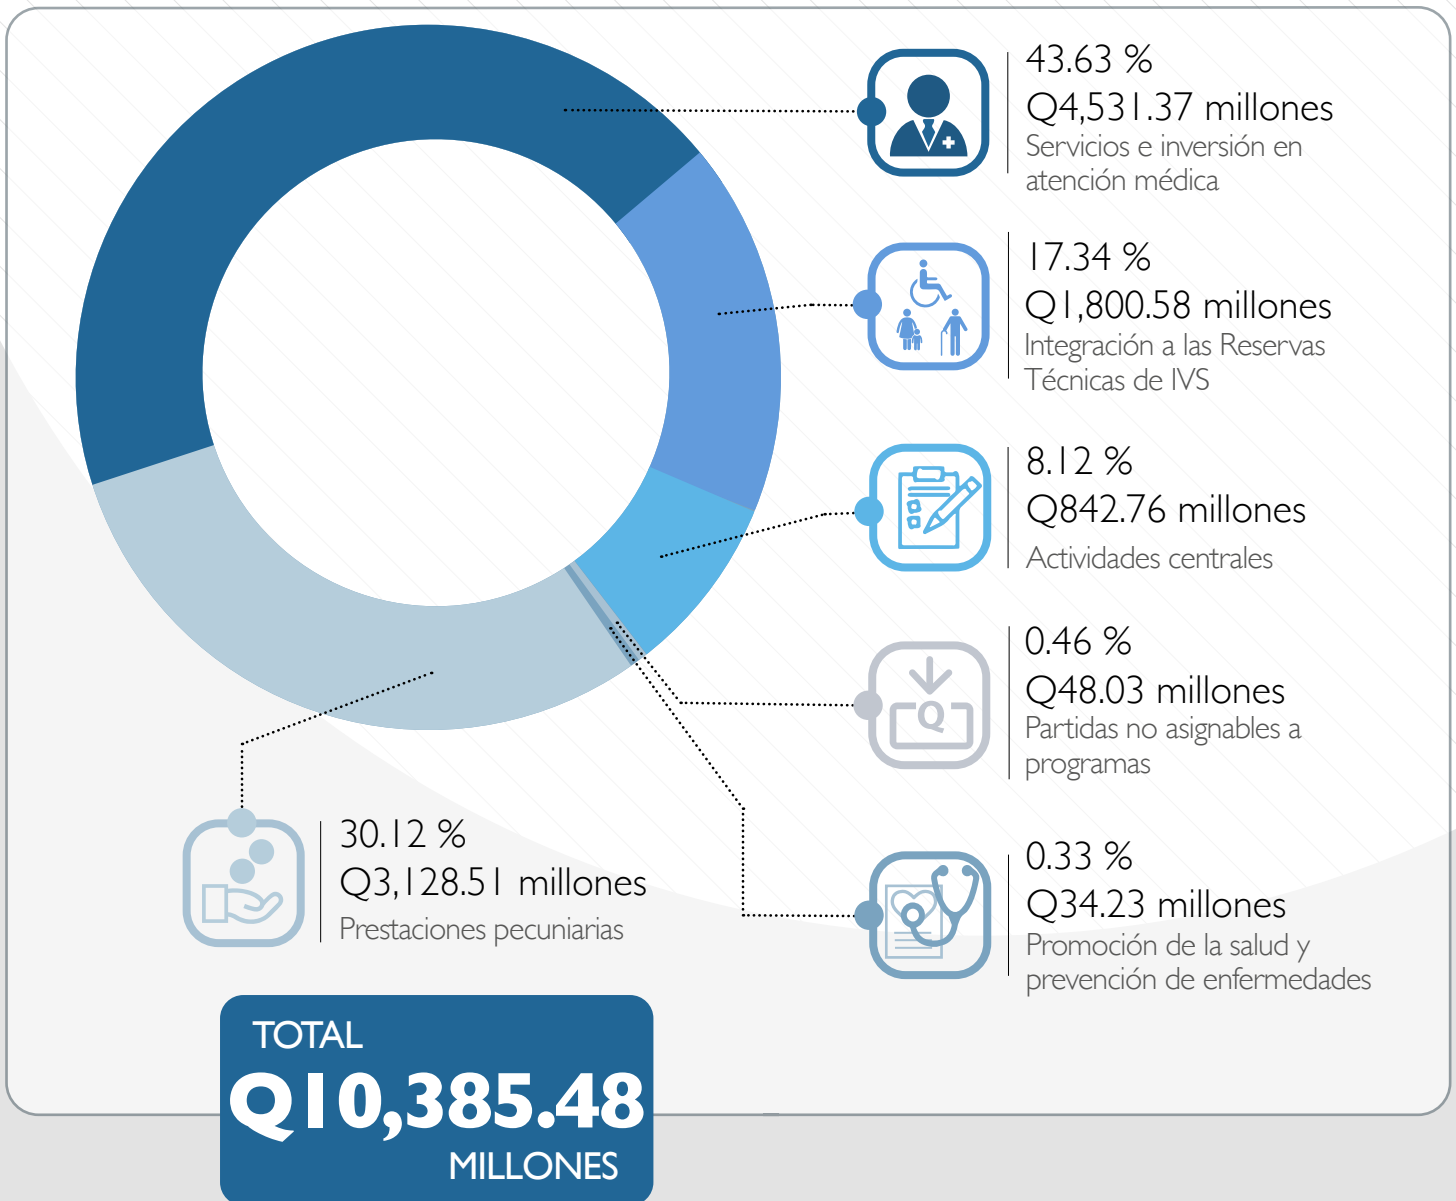 43.63 %
Q4,531.37 millones
Servicios e inversión en
atención médica
17.34 %
Q1,800.58 millones
Integración a las Reservas
Técnicas de IVS
8.12 %
Q842.76 millones
Actividades centrales
0.46 %
Q48.03 millones
Partidas no asignables a
programas
Q
0.33 %
Q34.23 millones
Promoción de la salud y
prevención de enfermedades
30.12 %
Q3,128.51 millones
Prestaciones pecuniarias
TOTAL
Q10,385.48
MILLONES